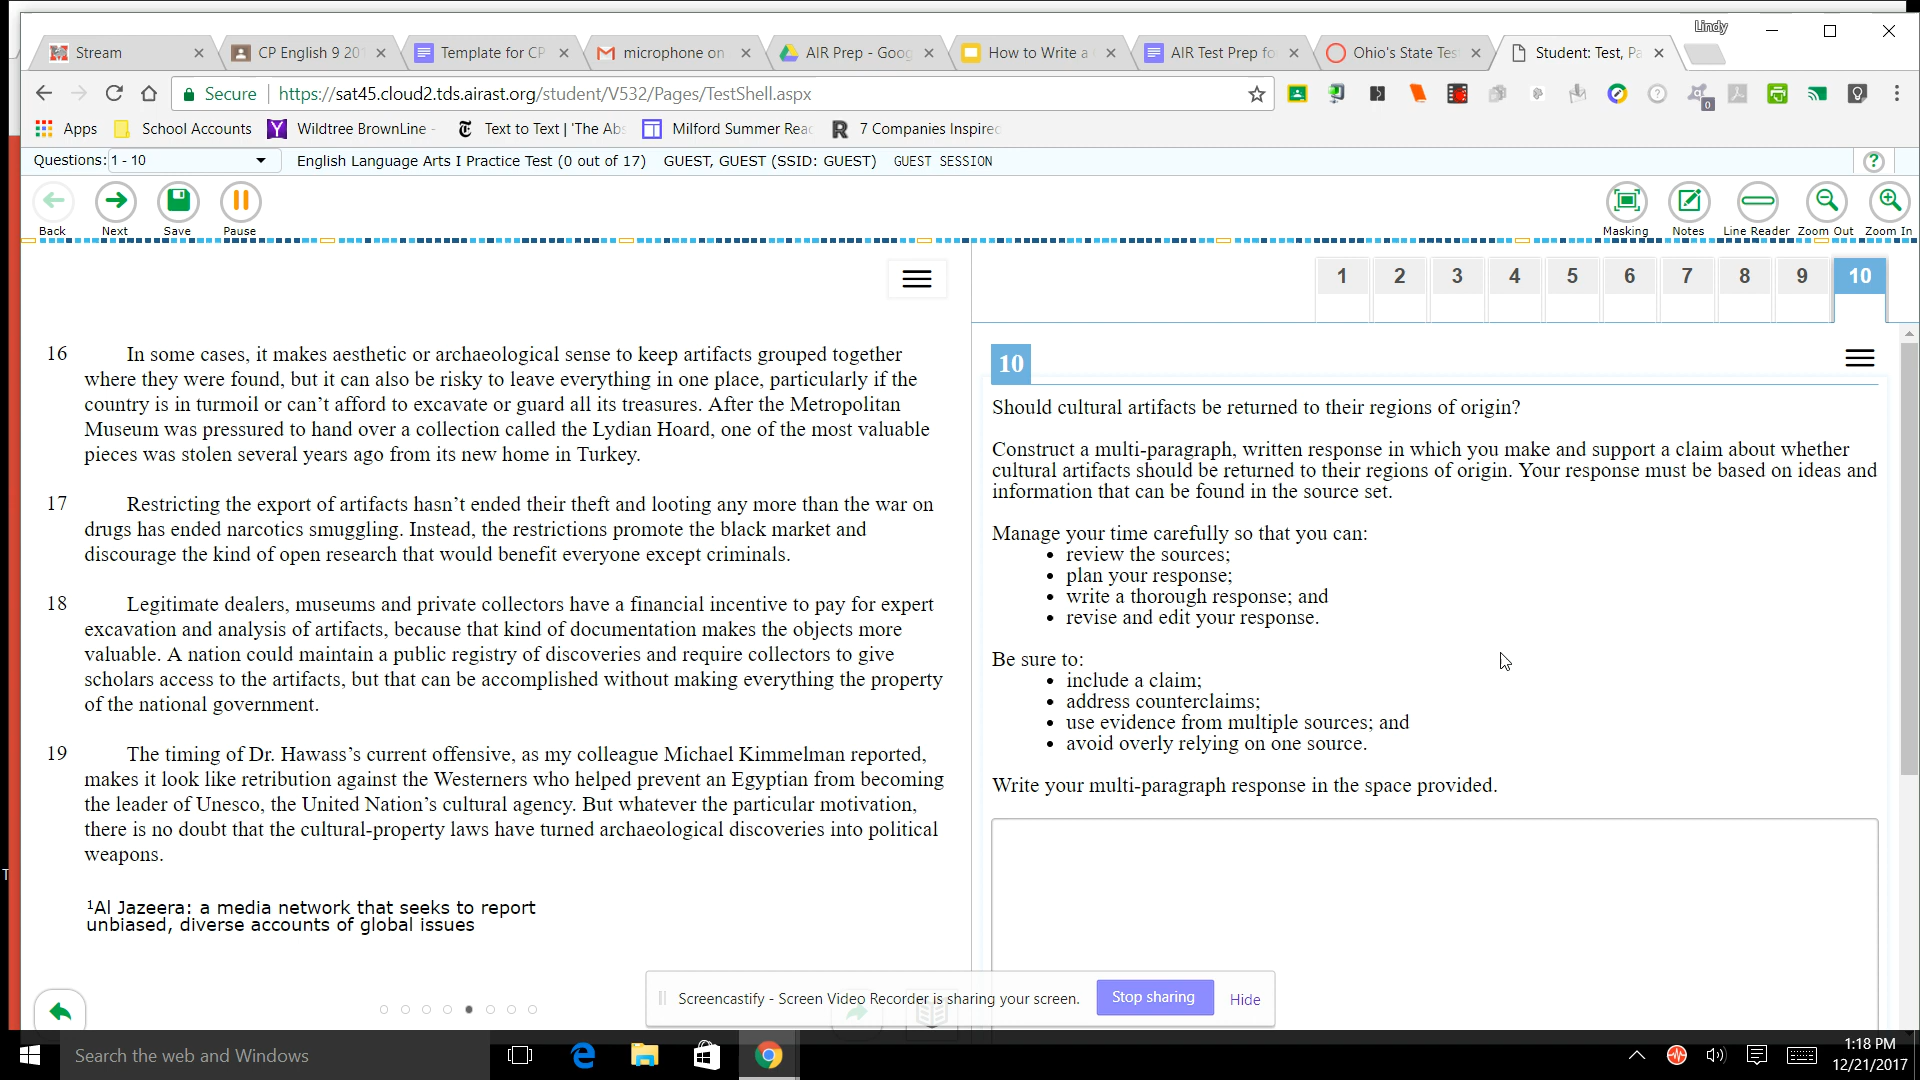 Lindy
Stream
CP English 9 201
Template for CP
microphone on
AIR Prep - Goog
How to Write a
AIR Test Prep fo
Ohio's State Tes
Student: Test, Pa
Secure
https://sat45.cloud2.tds.airast.org/student/V532/Pages/TestShell.aspx
Apps
School Accounts
Wildtree BrownLine -
Text to Text | 'The Abs
Milford Summer Read
7 Companies Inspired
Questions: 1 - 10
English Language Arts I Practice Test (0 out of 17)
GUEST, GUEST (SSID: GUEST)
GUEST SESSION
Back
Next
Save
Pause
Masking
Notes
Line Reader
Zoom Out
Zoom In
1 2 3 4 5 6 7 8 9 10
16 In some cases, it makes aesthetic or archaeological sense to keep artifacts grouped together
where they were found, but it can also be risky to leave everything in one place, particularly if the
country is in turmoil or can’t afford to excavate or guard all its treasures. After the Metropolitan
Museum was pressured to hand over a collection called the Lydian Hoard, one of the most valuable
pieces was stolen several years ago from its new home in Turkey.
17 Restricting the export of artifacts hasn’t ended their theft and looting any more than the war on
drugs has ended narcotics smuggling. Instead, the restrictions promote the black market and
discourage the kind of open research that would benefit everyone except criminals.
18 Legitimate dealers, museums and private collectors have a financial incentive to pay for expert
excavation and analysis of artifacts, because that kind of documentation makes the objects more
valuable. A nation could maintain a public registry of discoveries and require collectors to give
scholars access to the artifacts, but that can be accomplished without making everything the property
of the national government.
19 The timing of Dr. Hawass’s current offensive, as my colleague Michael Kimmelman reported,
makes it look like retribution against the Westerners who helped prevent an Egyptian from becoming
the leader of Unesco, the United Nation’s cultural agency. But whatever the particular motivation,
there is no doubt that the cultural-property laws have turned archaeological discoveries into political
weapons.
¹Al Jazeera: a media network that seeks to report
unbiased, diverse accounts of global issues
10
Should cultural artifacts be returned to their regions of origin?
Construct a multi-paragraph, written response in which you make and support a claim about whether
cultural artifacts should be returned to their regions of origin. Your response must be based on ideas and
information that can be found in the source set.
Manage your time carefully so that you can:
• review the sources;
• plan your response;
• write a thorough response; and
• revise and edit your response.
Be sure to:
• include a claim;
• address counterclaims;
• use evidence from multiple sources; and
• avoid overly relying on one source.
Write your multi-paragraph response in the space provided.
Screencastify - Screen Video Recorder is sharing your screen.
Stop sharing
Hide
Search the web and Windows
1:18 PM
12/21/2017